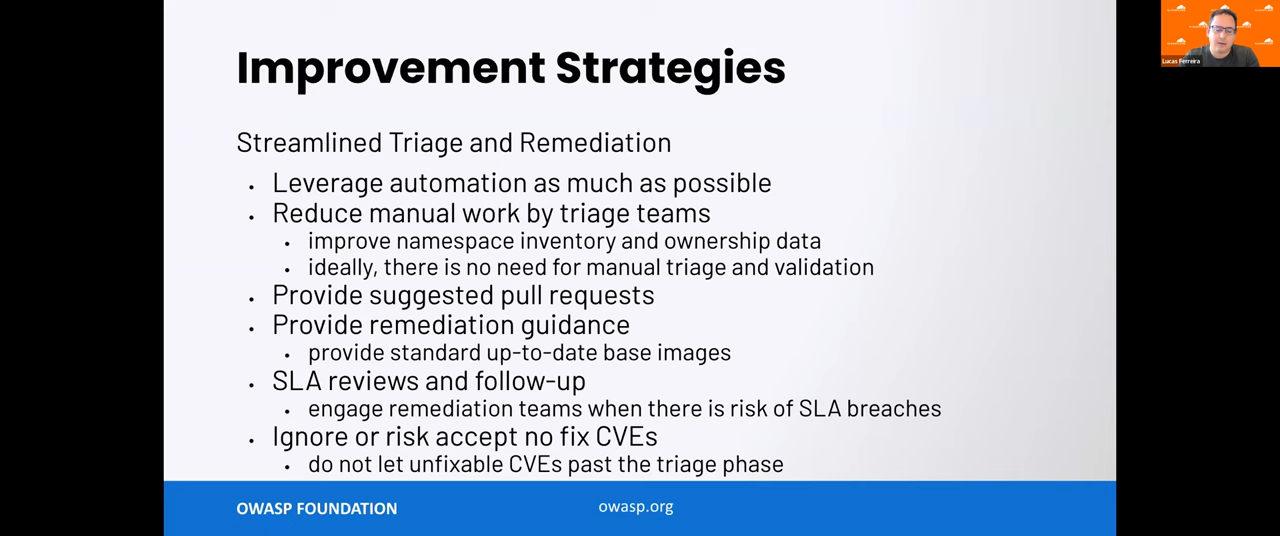 Improvement Strategies
Lucas Ferreira
Streamlined Triage and Remediation
• Leverage automation as much as possible
• Reduce manual work by triage teams
• improve namespace inventory and ownership data
• ideally, there is no need for manual triage and validation
• Provide suggested pull requests
• Provide remediation guidance
• provide standard up-to-date base images
• SLA reviews and follow-up
• engage remediation teams when there is risk of SLA breaches
• Ignore or risk accept no fix CVEs
• do not let unfixable CVEs past the triage phase
OWASP FOUNDATION
owasp.org